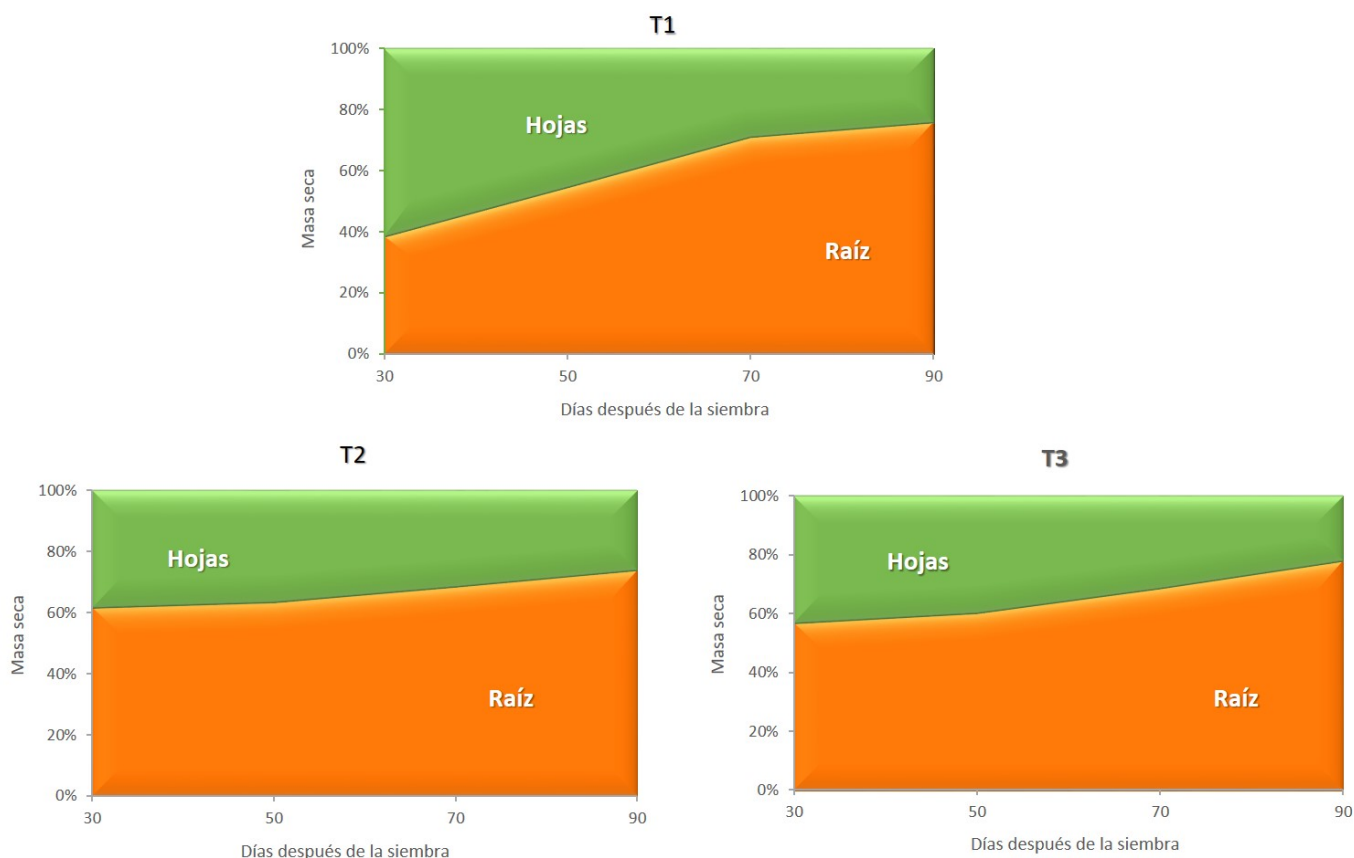 T1
100%
80%
60%
40%
20%
0%
Masa seca
Hojas
Raíz
30 50 70 90
Días después de la siembra
T2
100%
80%
60%
40%
20%
0%
Masa seca
Hojas
Raíz
30 50 70 90
Días después de la siembra
T3
100%
80%
60%
40%
20%
0%
Masa seca
Hojas
Raíz
30 50 70 90
Días después de la siembra